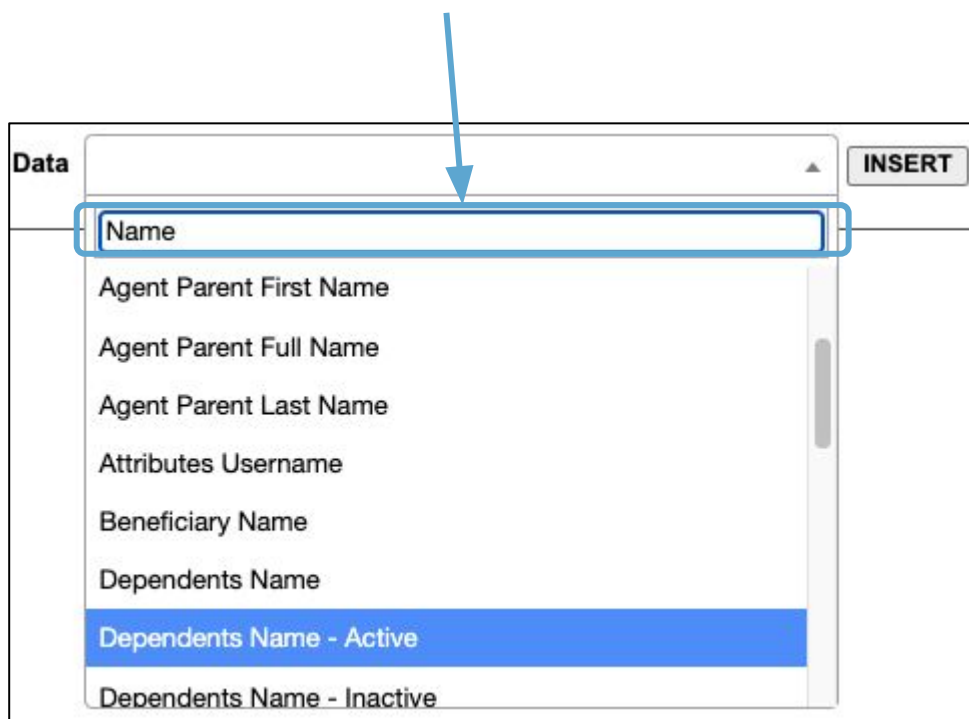 Data
INSERT
Name
Agent Parent First Name
Agent Parent Full Name
Agent Parent Last Name
Attributes Username
Beneficiary Name
Dependents Name
Dependents Name - Active
Dependents Name - Inactive